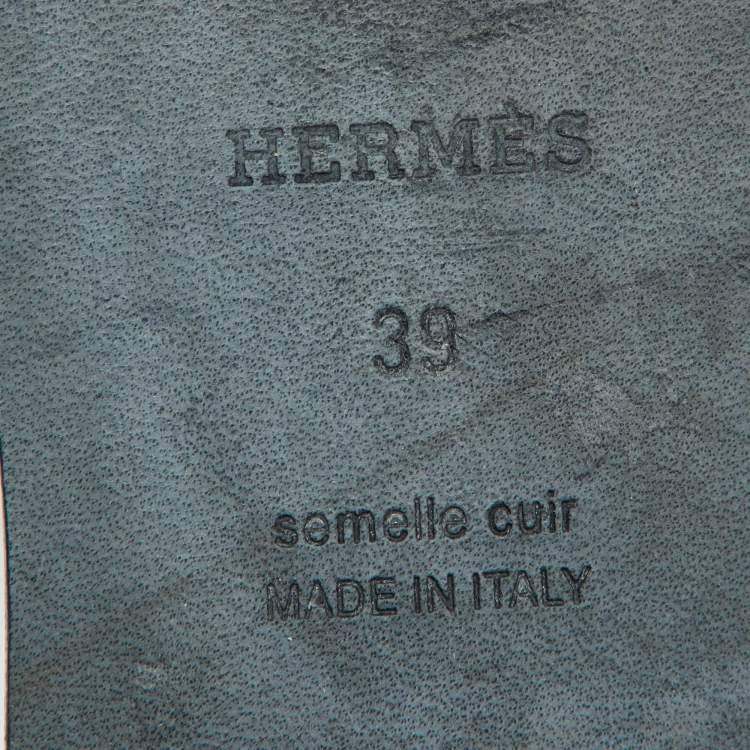 HERMÈS
39
semelle cuir
MADE IN ITALY